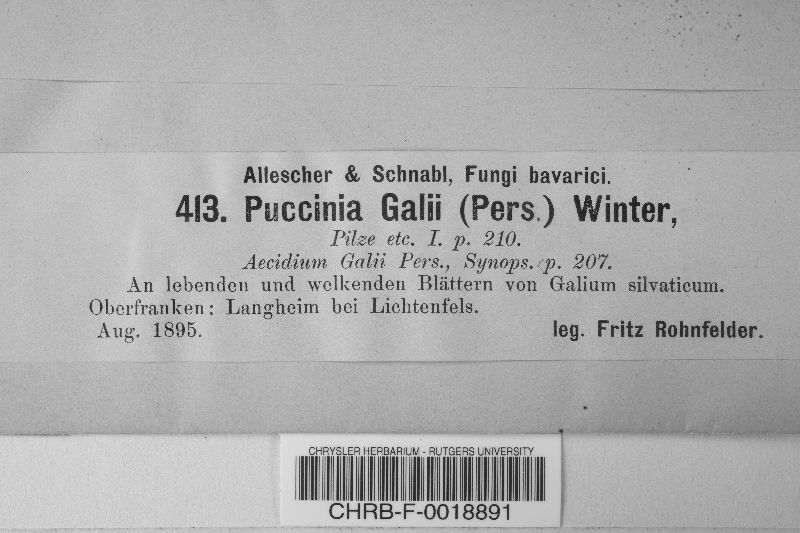 Allescher & Schnabl, Fungi bavarici.
413. Puccinia Galii (Pers.) Winter,
Pilze etc. I. p. 210.
Aecidium Galii Pers., Synops. p. 207.
An lebenden und welkenden Blättern von Galium silvaticum.
Oberfranken: Langheim bei Lichtenfels.
Aug. 1895. leg. Fritz Rohnfelder.
CHRYSLER HERBARIUM - RUTGERS UNIVERSITY
CHRB-F-0018891